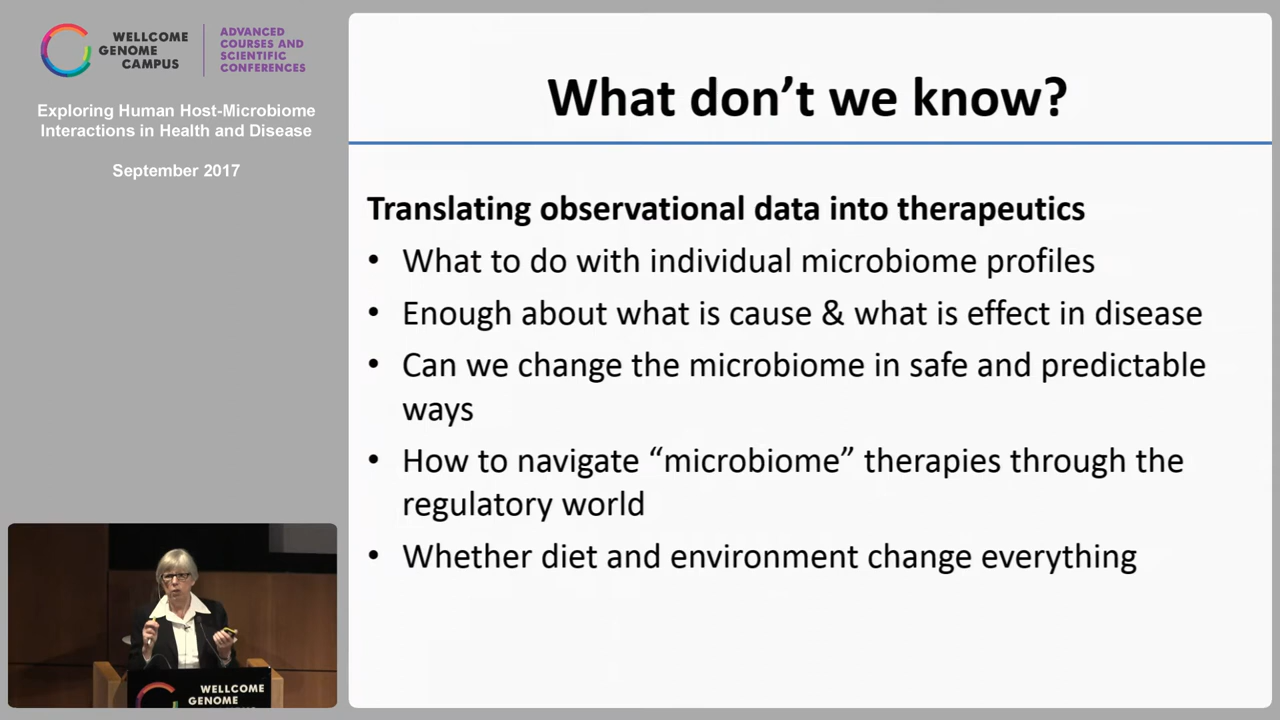 WELLCOME
GENOME
CAMPUS
ADVANCED
COURSES AND
SCIENTIFIC
CONFERENCES
Exploring Human Host-Microbiome
Interactions in Health and Disease
September 2017
What don’t we know?
Translating observational data into therapeutics
• What to do with individual microbiome profiles
• Enough about what is cause & what is effect in disease
• Can we change the microbiome in safe and predictable
ways
• How to navigate “microbiome” therapies through the
regulatory world
• Whether diet and environment change everything
WELLCOME
GENOME